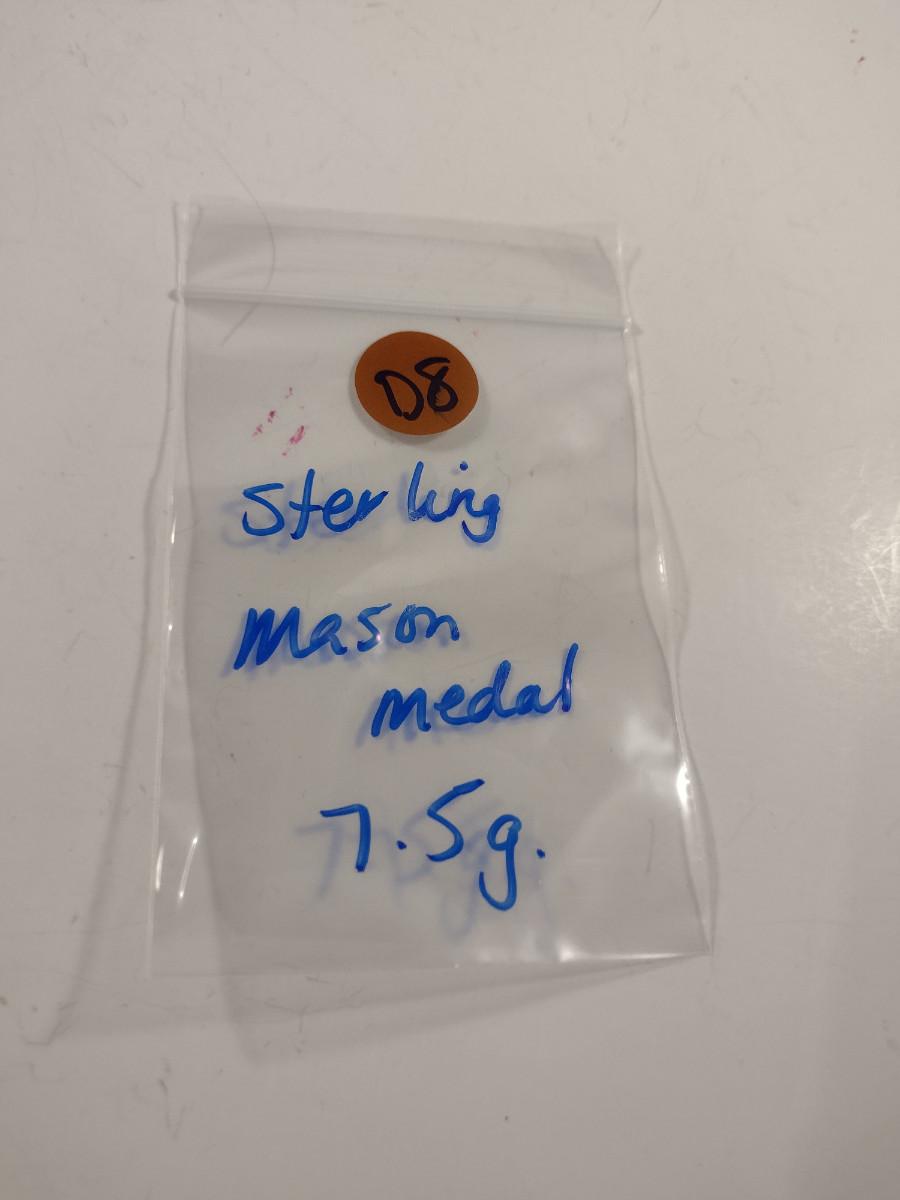 D8
Sterling
Mason
medal
7.5g.